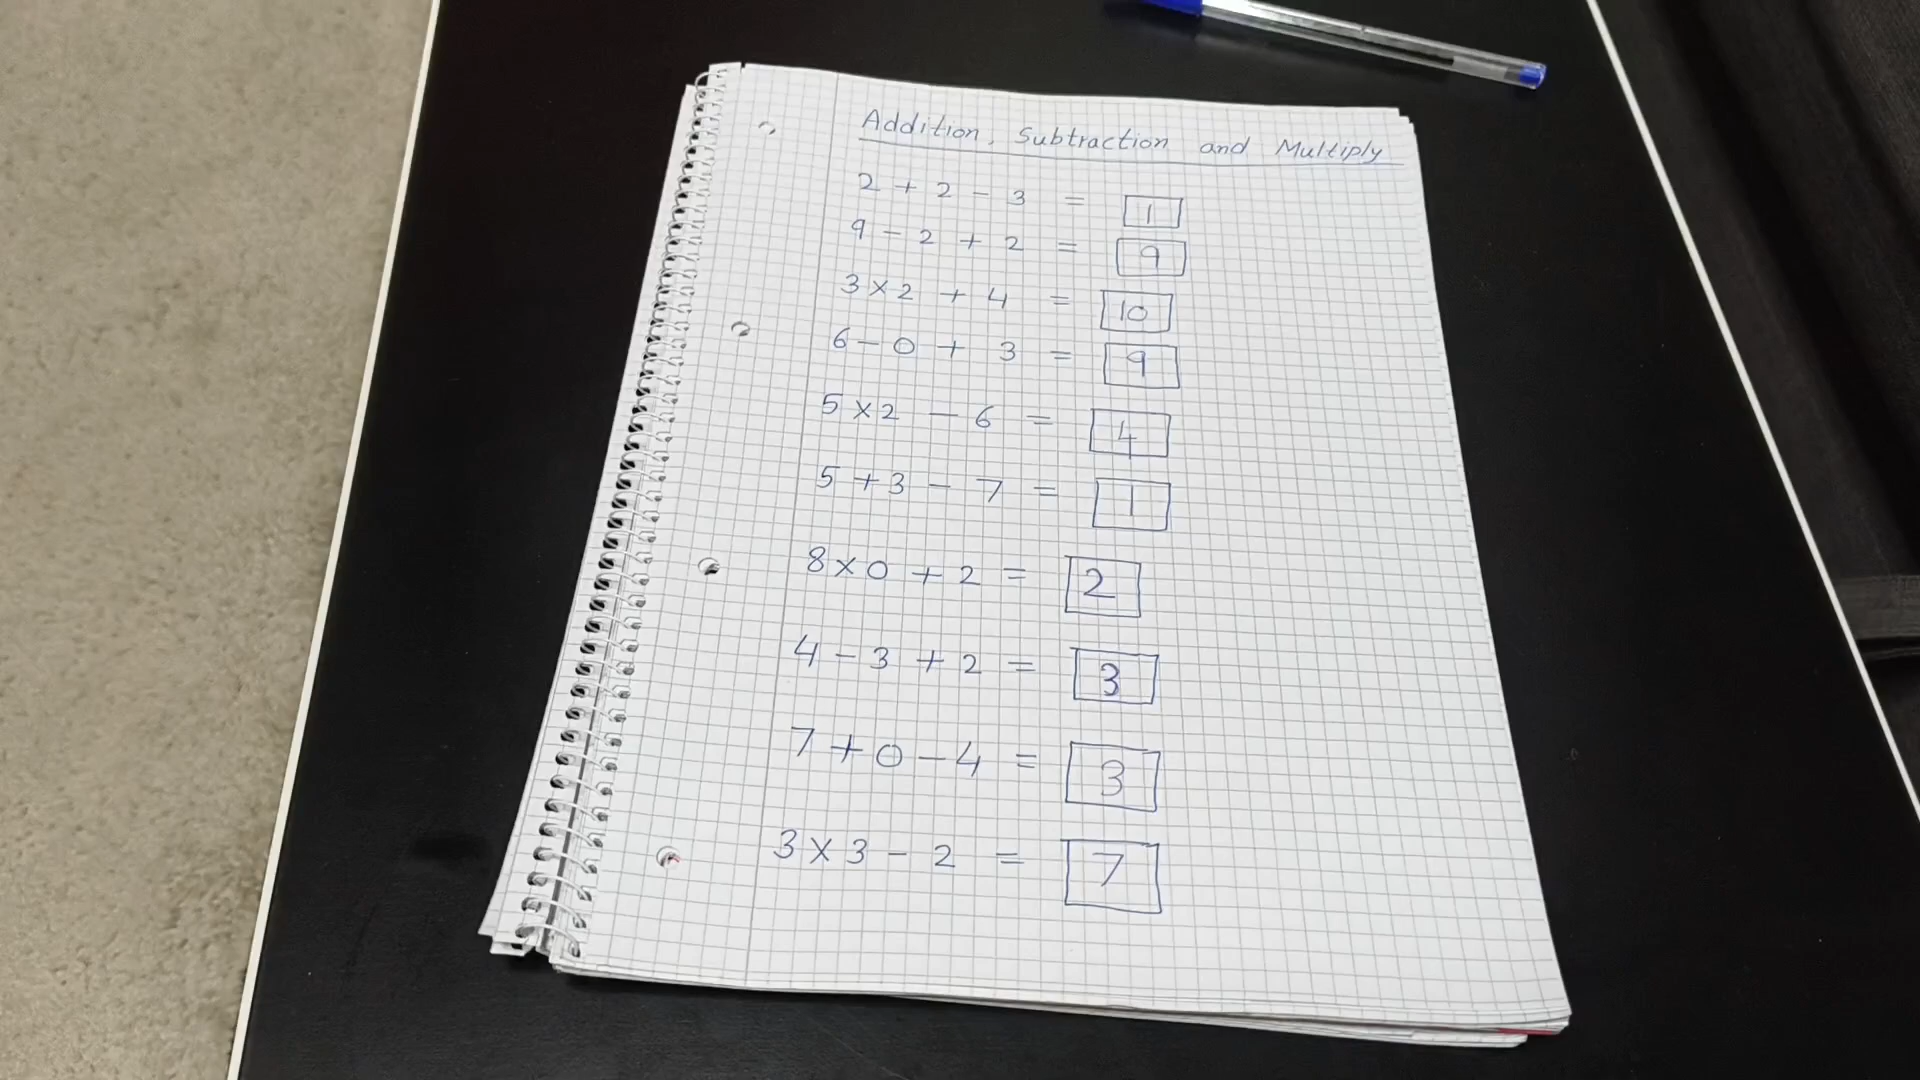 Addition, Subtraction and Multiply
2 + 2 - 3 = 1
9 - 2 + 2 = 9
3 × 2 + 4 = 10
6 - 0 + 3 = 9
5 × 2 - 6 = 4
5 + 3 - 7 = 1
8 × 0 + 2 = 2
4 - 3 + 2 = 3
7 + 0 - 4 = 3
3 × 3 - 2 = 7